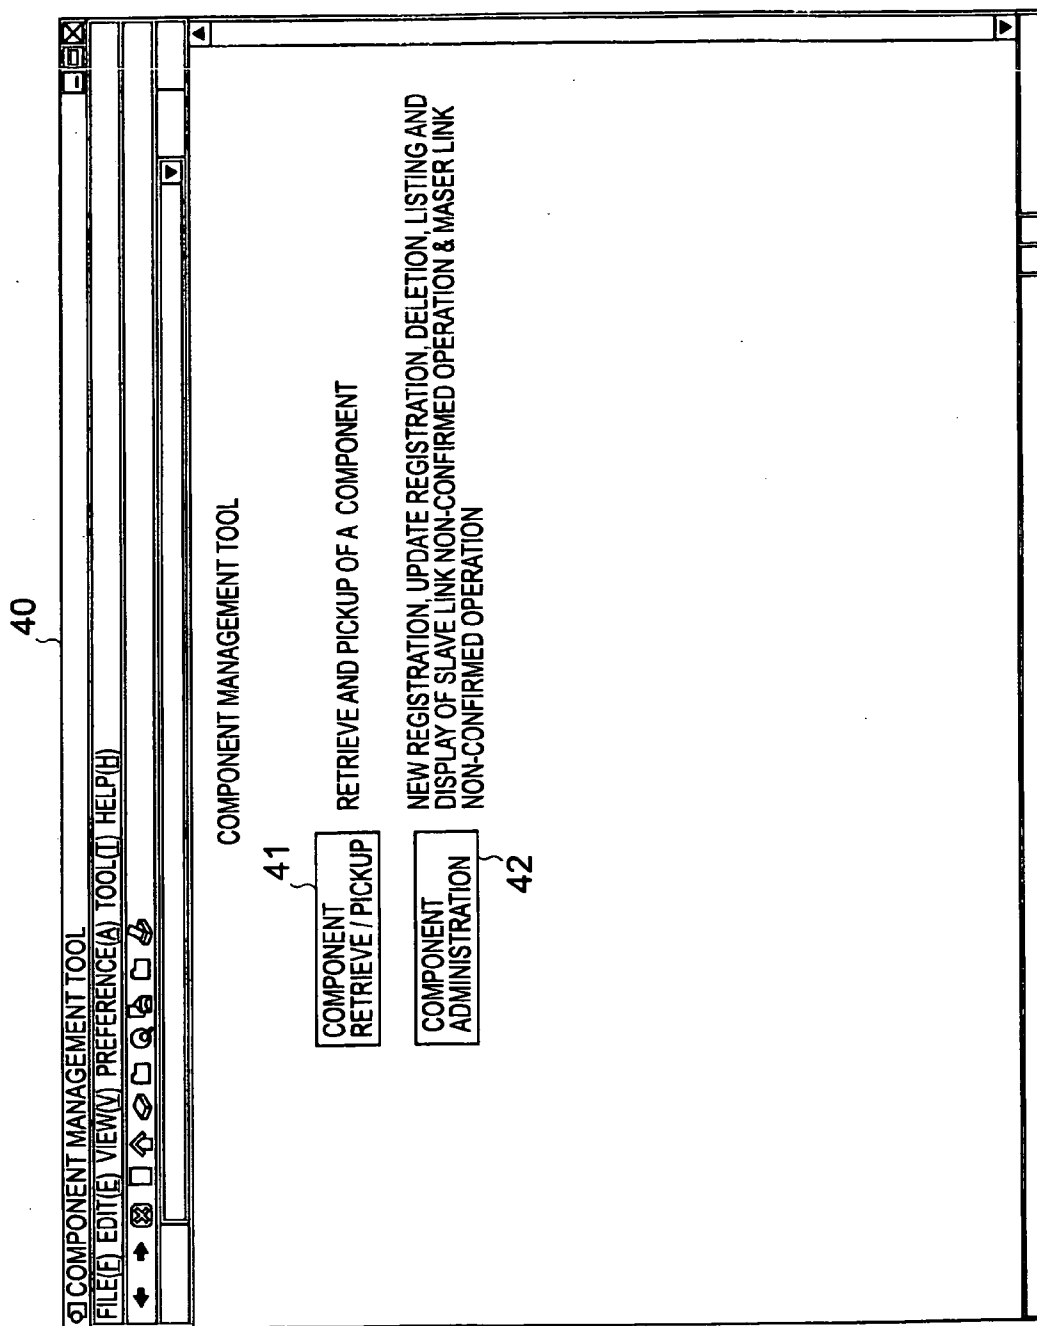 40
COMPONENT MANAGEMENT TOOL
FILE(F) EDIT(E) VIEW(V) PREFERENCE(A) TOOL(T) HELP(H)
COMPONENT MANAGEMENT TOOL
41
COMPONENT
RETRIEVE / PICKUP
RETRIEVE AND PICKUP OF A COMPONENT
COMPONENT
ADMINISTRATION
42
NEW REGISTRATION, UPDATE REGISTRATION, DELETION, LISTING AND
DISPLAY OF SLAVE LINK NON-CONFIRMED OPERATION & MASER LINK
NON-CONFIRMED OPERATION